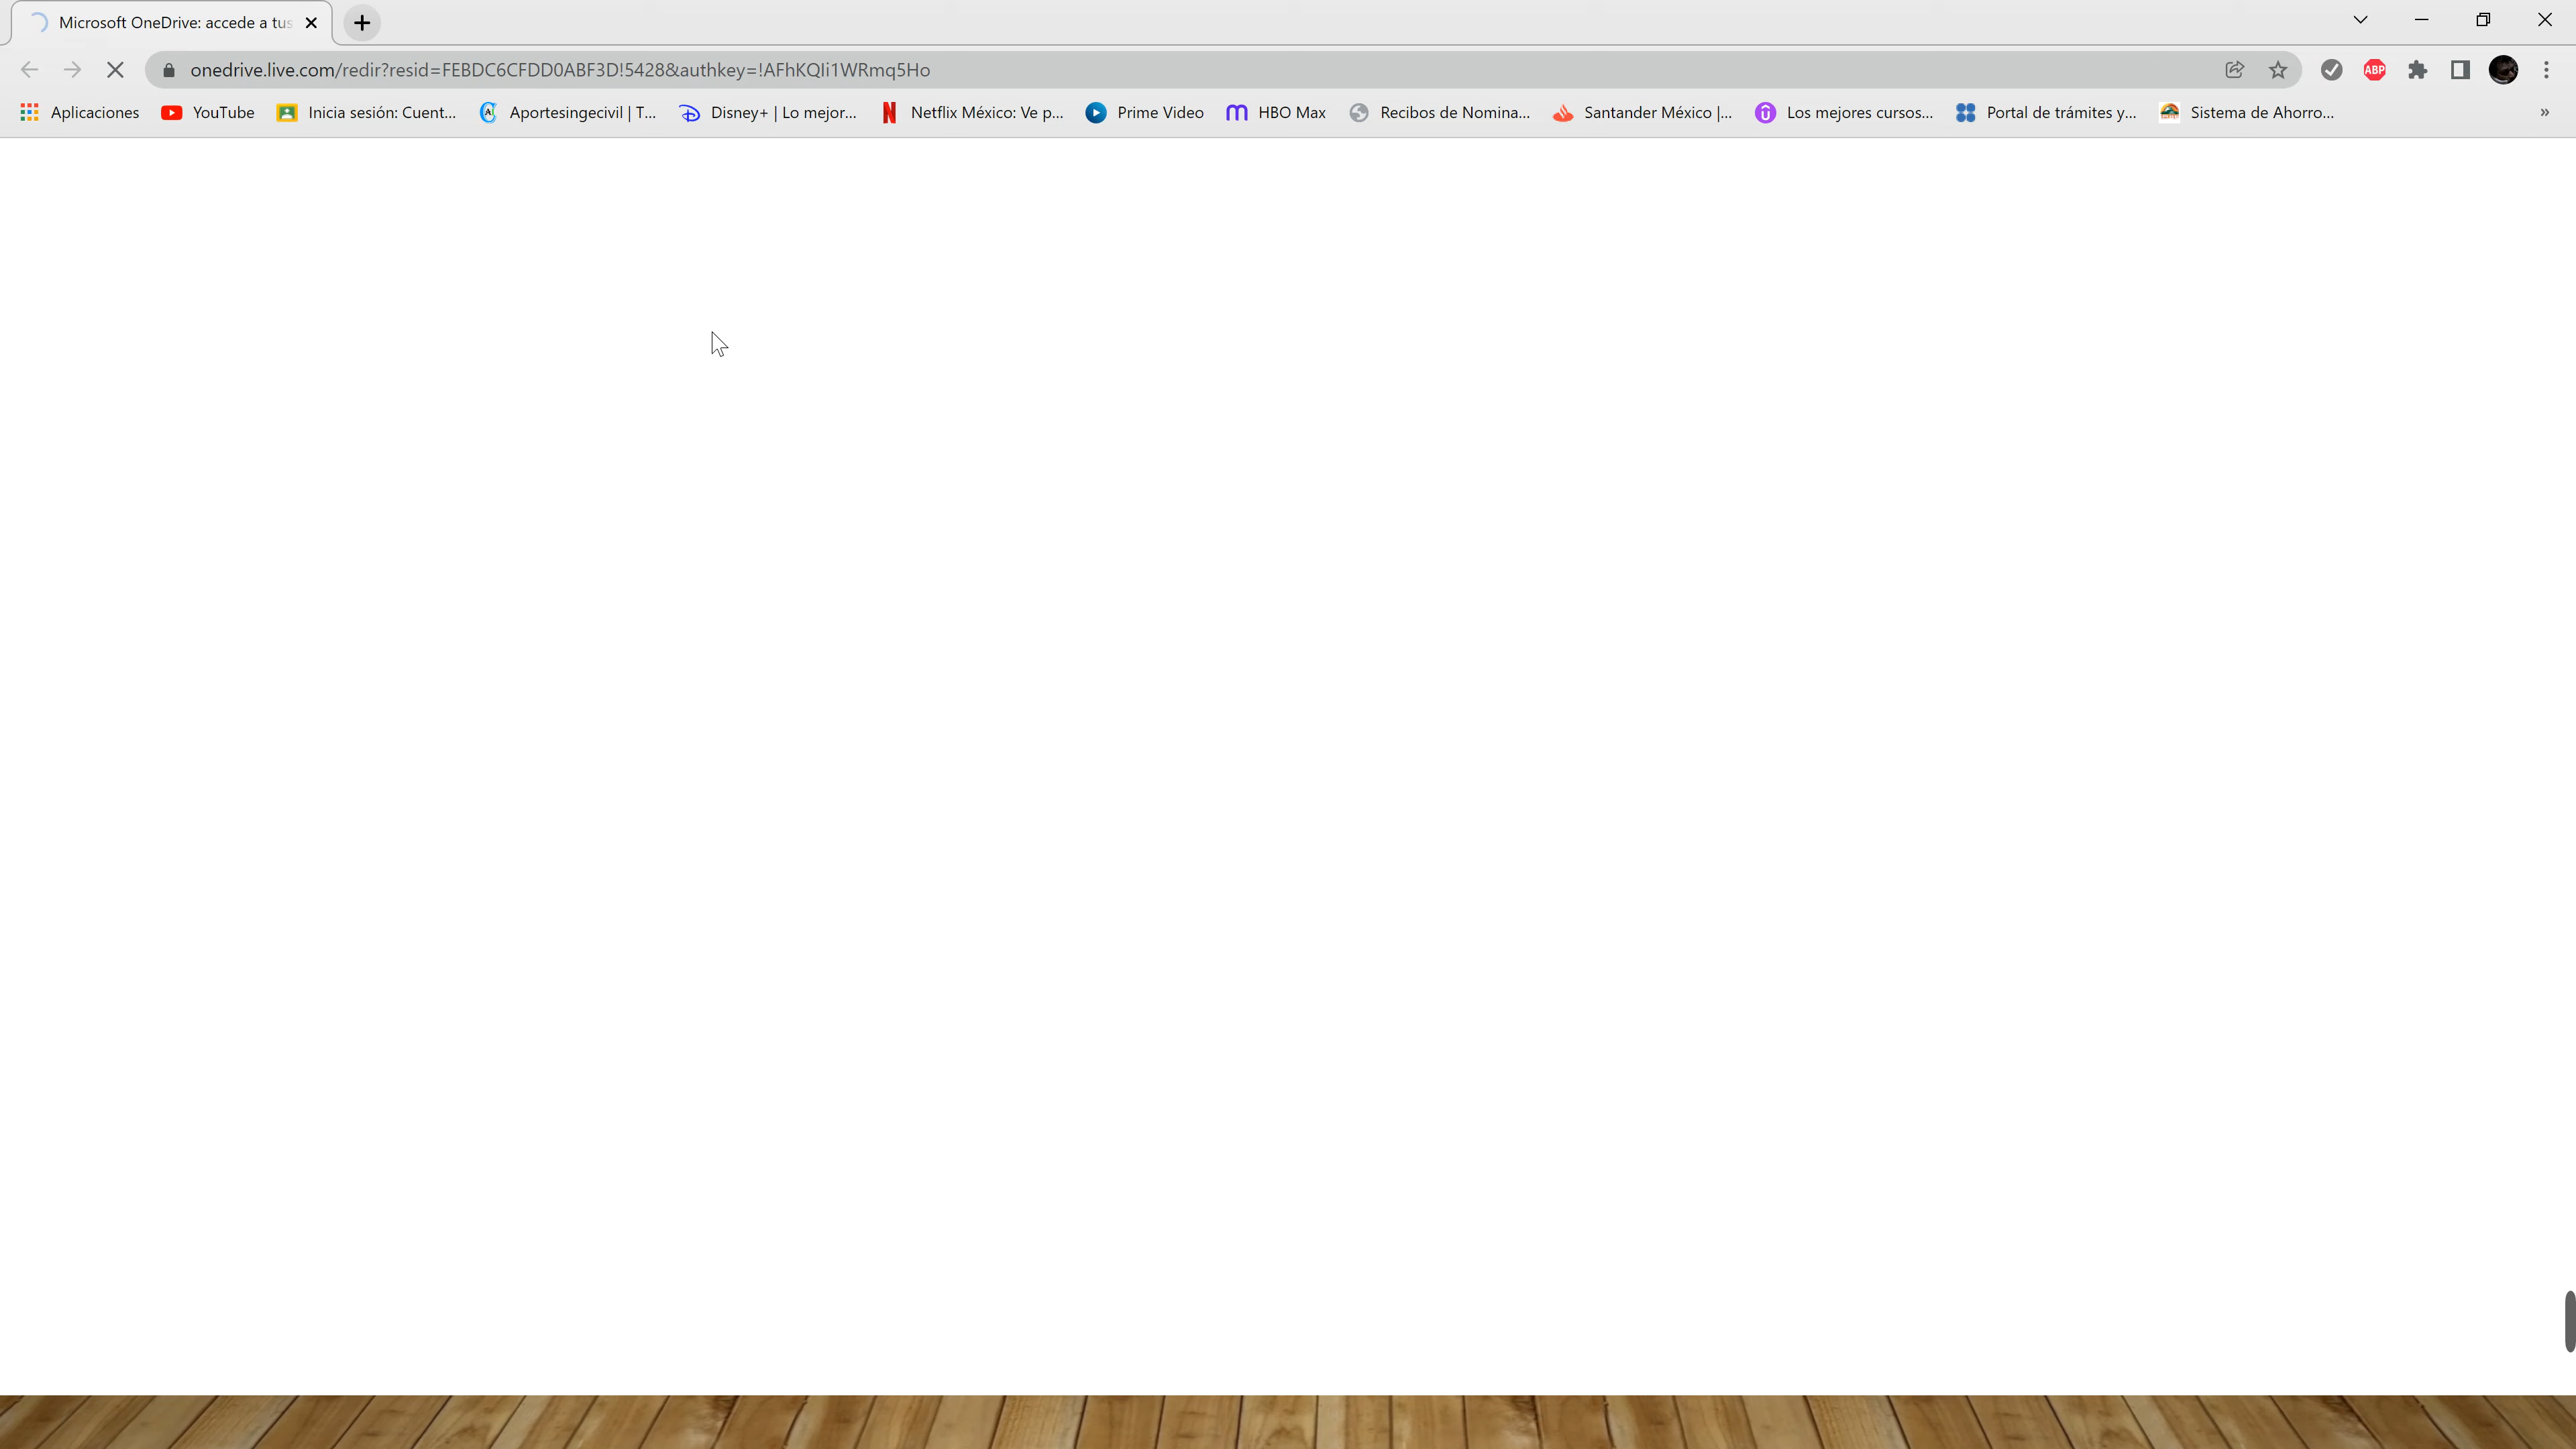 Microsoft OneDrive: accede a tus
onedrive.live.com/redir?resid=FEBDC6CFDD0ABF3D!5428&authkey=!AFhKQIi1WRmq5Ho
ABP
Aplicaciones YouTube Inicia sesión: Cuent... Aportesingecivil | T... Disney+ | Lo mejor... Netflix México: Ve p... Prime Video HBO Max Recibos de Nomina... Santander México |... Los mejores cursos... Portal de trámites y... Sistema de Ahorro... »